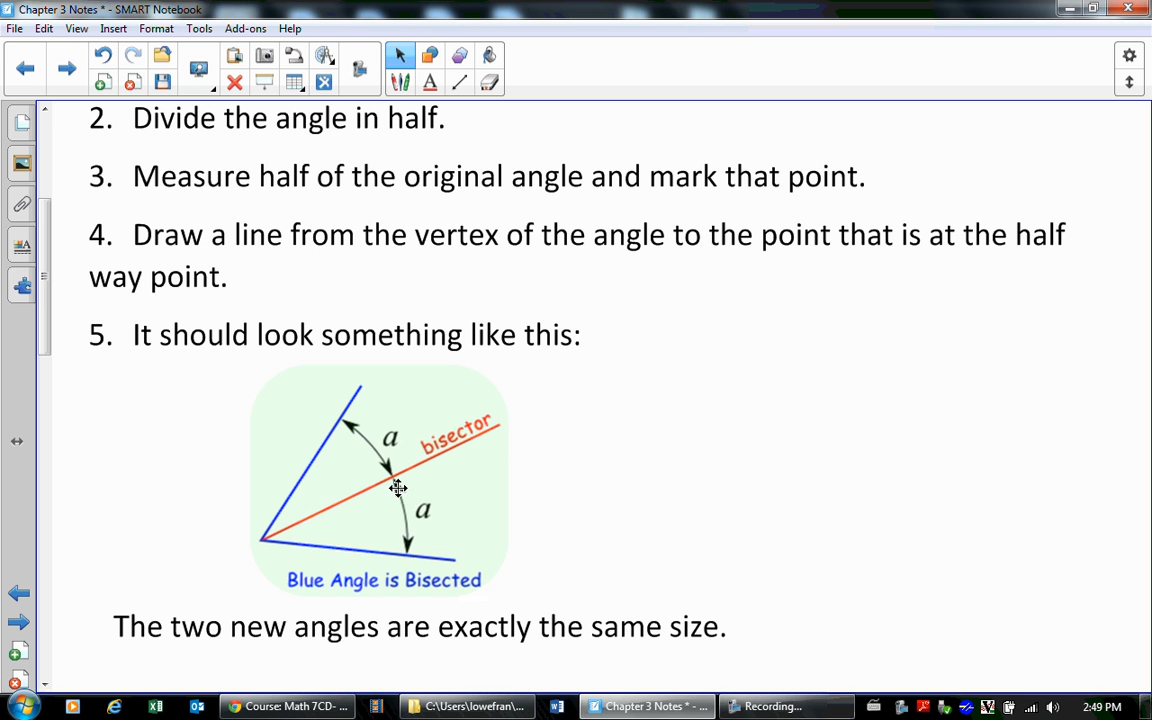 Chapter 3 Notes * - SMART Notebook
File Edit View Insert Format Tools Add-ons Help
2. Divide the angle in half.
3. Measure half of the original angle and mark that point.
4. Draw a line from the vertex of the angle to the point that is at the half
way point.
5. It should look something like this:
a
bisector
a
Blue Angle is Bisected
The two new angles are exactly the same size.
Course: Math 7CD- ... C:\Users\lowefran\... Chapter 3 Notes * - ... Recording... 2:49 PM